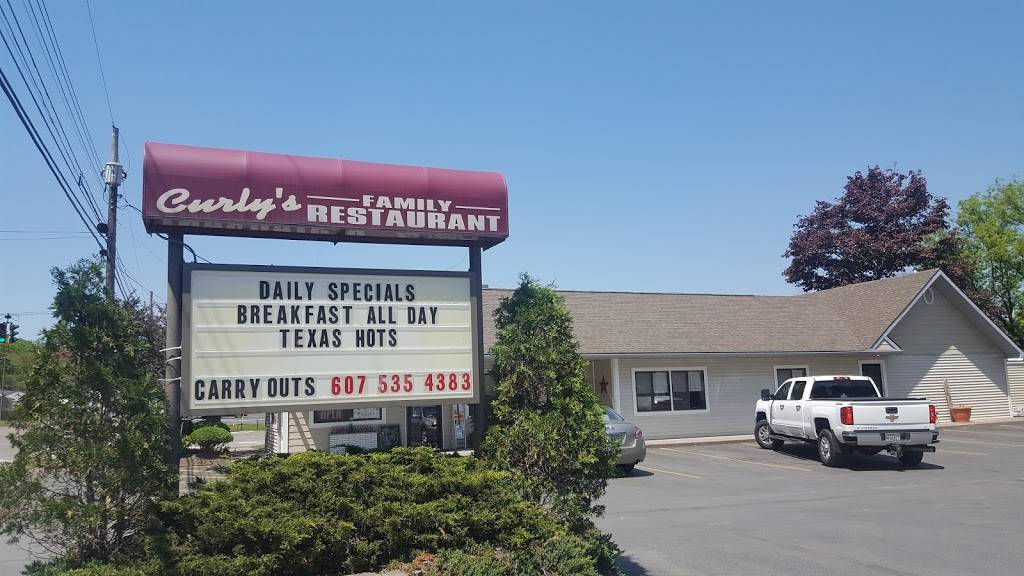 Curly's FAMILY RESTAURANT
DAILY SPECIALS
BREAKFAST ALL DAY
TEXAS HOTS
CARRY OUTS 607 535 4383